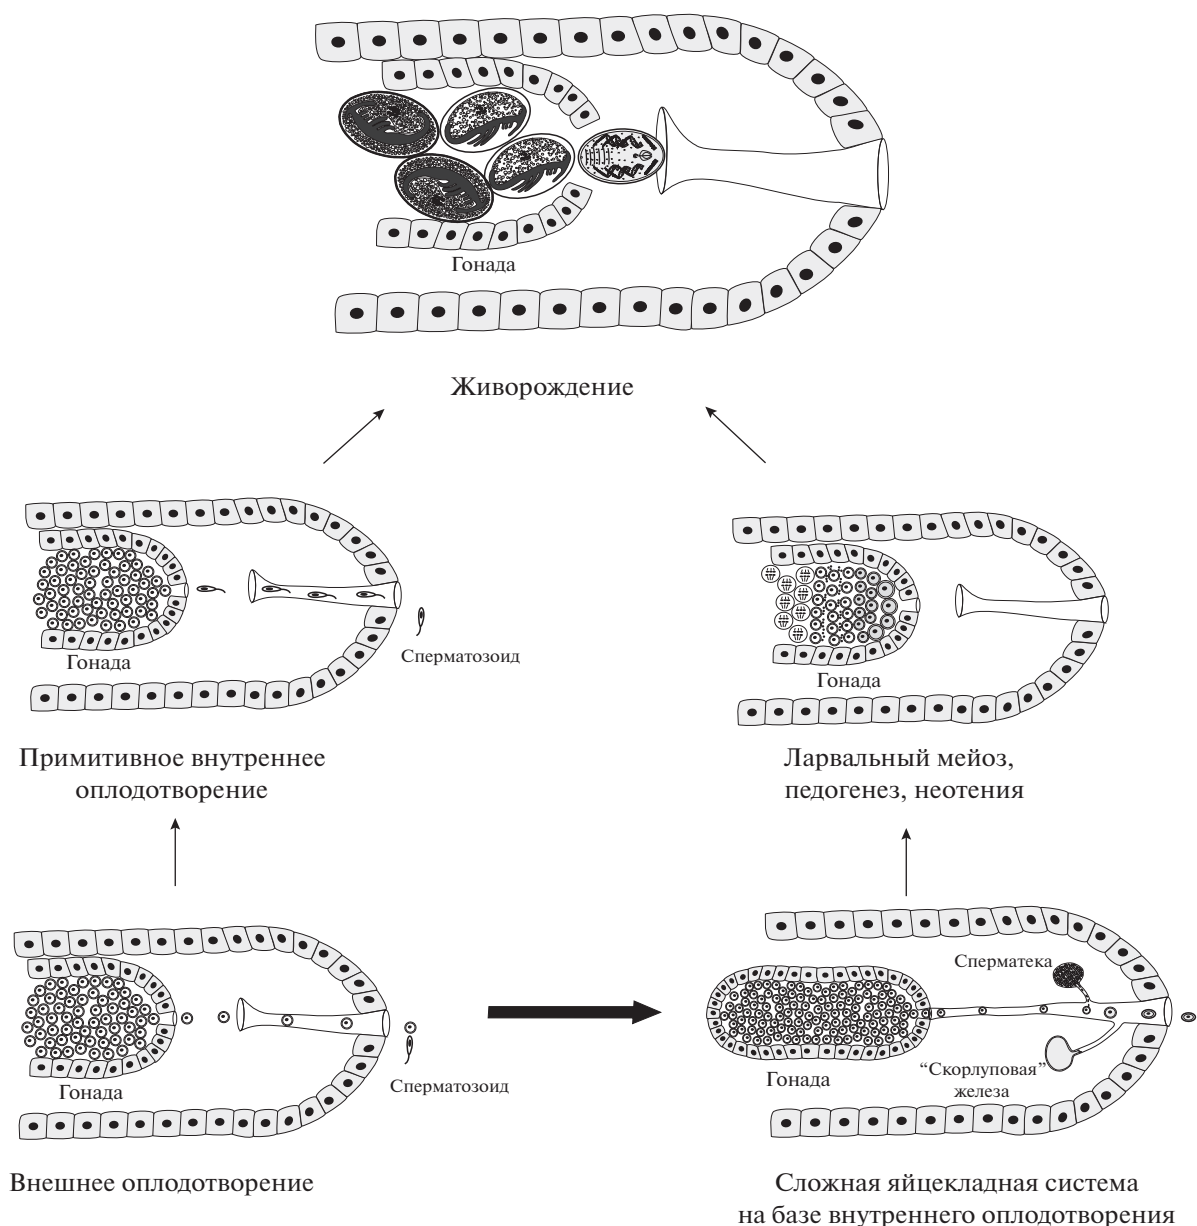 Гонада
Живорождение
Гонада
Сперматозоид
Примитивное внутреннее
оплодотворение
Гонада
Ларвальный мейоз,
педогенез, неотения
Гонада
Сперматозоид
Внешнее оплодотворение
Сперматека
Гонада
“Скорлуповая”
железа
Сложная яйцекладная система
на базе внутреннего оплодотворения